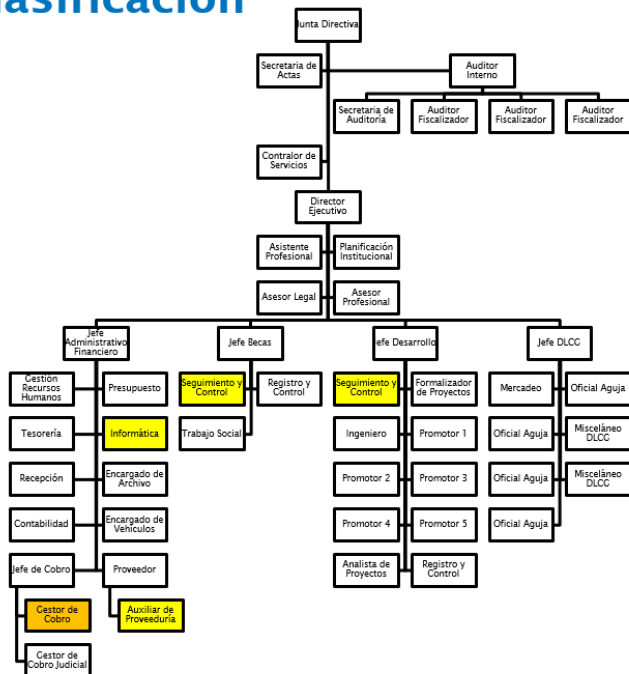 lasificación
Junta Directiva
Secretaria de
Actas
Auditor
Interno
Secretaria de
Auditoría
Auditor
Fiscalizador
Auditor
Fiscalizador
Auditor
Fiscalizador
Contralor de
Servicios
Director
Ejecutivo
Asistente
Profesional
Planificación
Institucional
Asesor Legal
Asesor
Profesional
Jefe
Administrativo
Financiero
Jefe Becas
efe Desarrollo
Jefe DLCG
Gestión
Recursos
Humanos
Presupuesto
Seguimiento y
Control
Registro y
Control
Seguimiento y
Control
Formalizador
de Proyectos
Mercadeo
Oficial Aguja
Tesorería
Informática
Trabajo Social
Ingeniero
Promotor 1
Oficial Aguja
Misceláneo
DLCG
Recepción
Encargado de
Archivo
Promotor 2
Promotor 3
Oficial Aguja
Misceláneo
DLCG
Contabilidad
Encargado de
Vehículos
Promotor 4
Promotor 5
Oficial Aguja
Jefe de Cobro
Proveedor
Analista de
Proyectos
Registro y
Control
Gestor de
Cobro
Auxiliar de
Proveeduría
Gestor de
Cobro Judicial